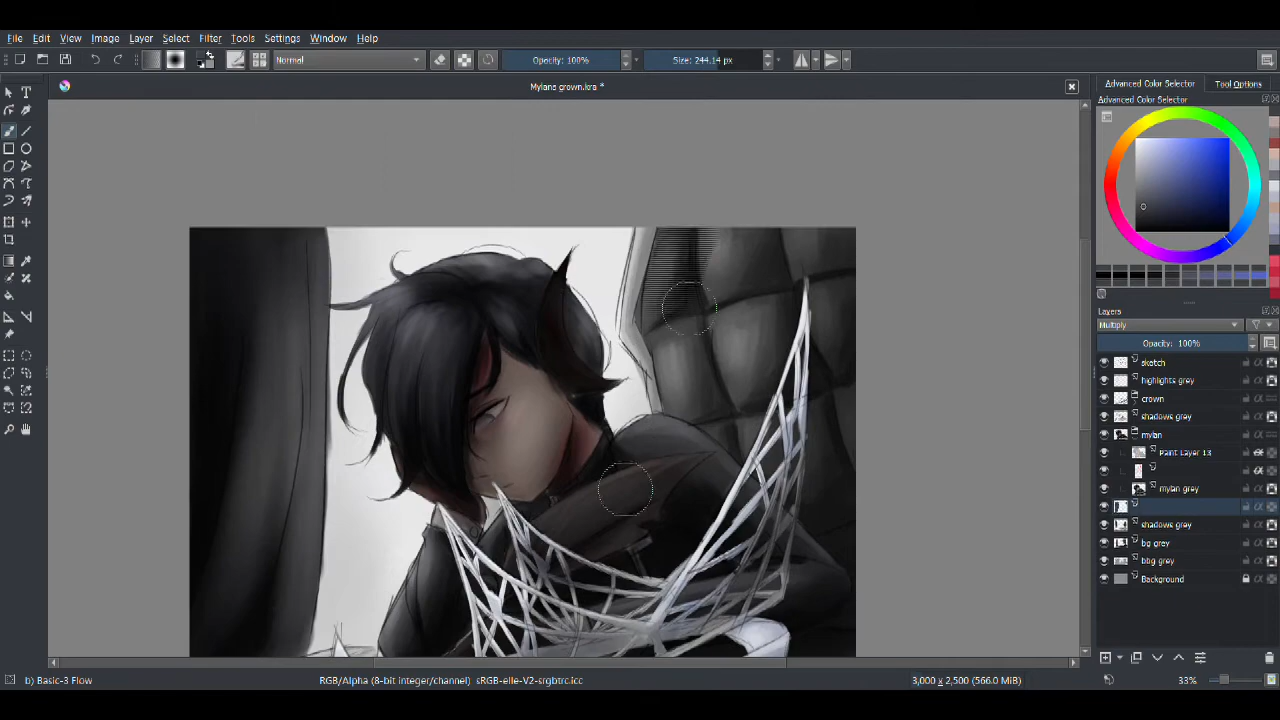 File Edit View Image Layer Select Filter Tools Settings Window Help
Normal Opacity: 100% Size: 244.14 px
Mylans grown.kra *
Advanced Color Selector Tool Options
Advanced Color Selector
Layers
Multiply
Opacity: 100%
sketch
highlights grey
crown
shadows grey
mylan
Paint Layer 13
mylan grey
shadows grey
bg grey
bbg grey
Background
b) Basic-3 Flow RGB/Alpha (8-bit integer/channel) sRGB-elle-V2-srgbtrc.icc 3,000 x 2,500 (566.0 MiB) 33%